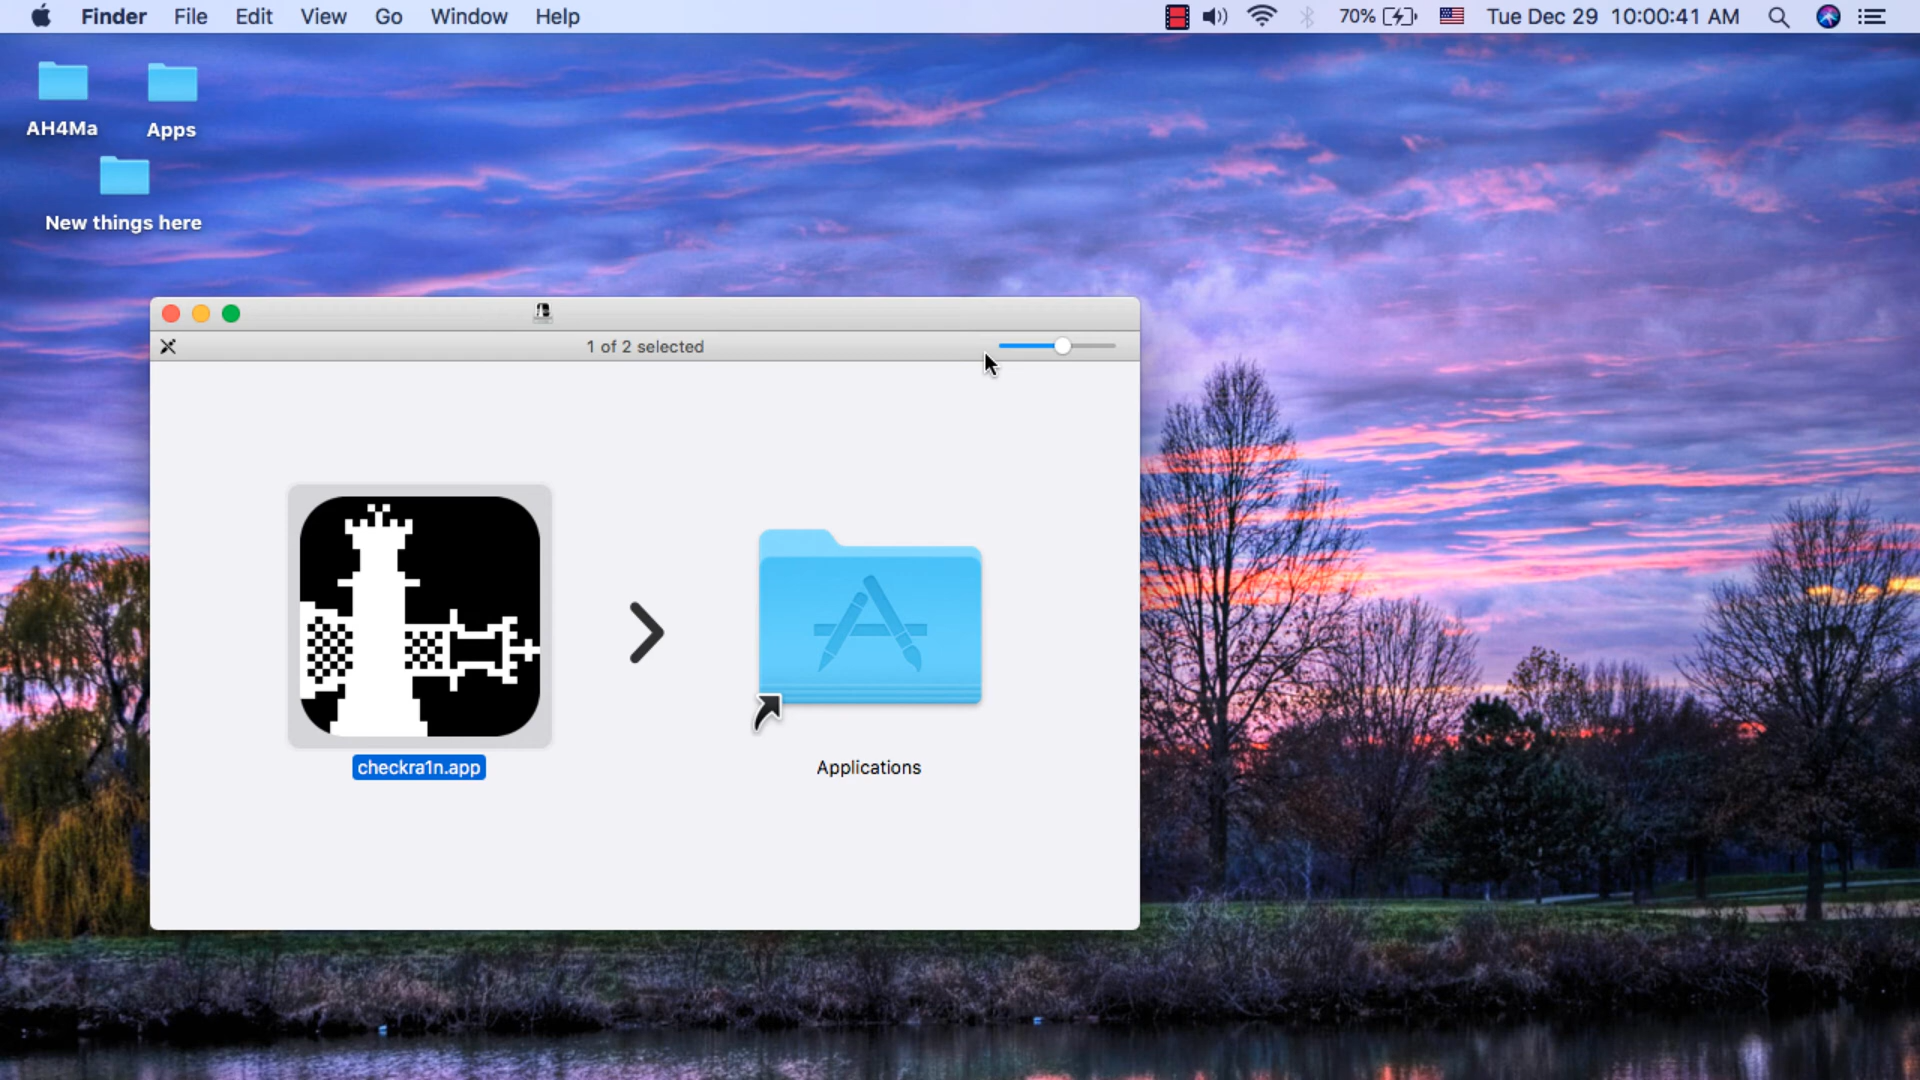 Finder File Edit View Go Window Help 70% Tue Dec 29 10:00:41 AM
AH4Ma
Apps
New things here
1 of 2 selected
checkra1n.app
Applications